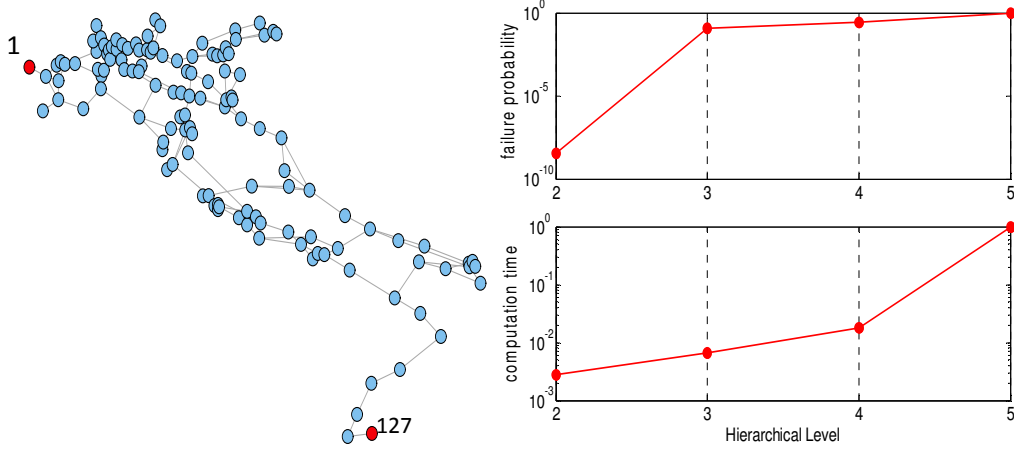 1
127
failure probability
10^0
10^-5
10^-10
2 3 4 5
computation time
10^0
10^-1
10^-2
10^-3
2 3 4 5
Hierarchical Level